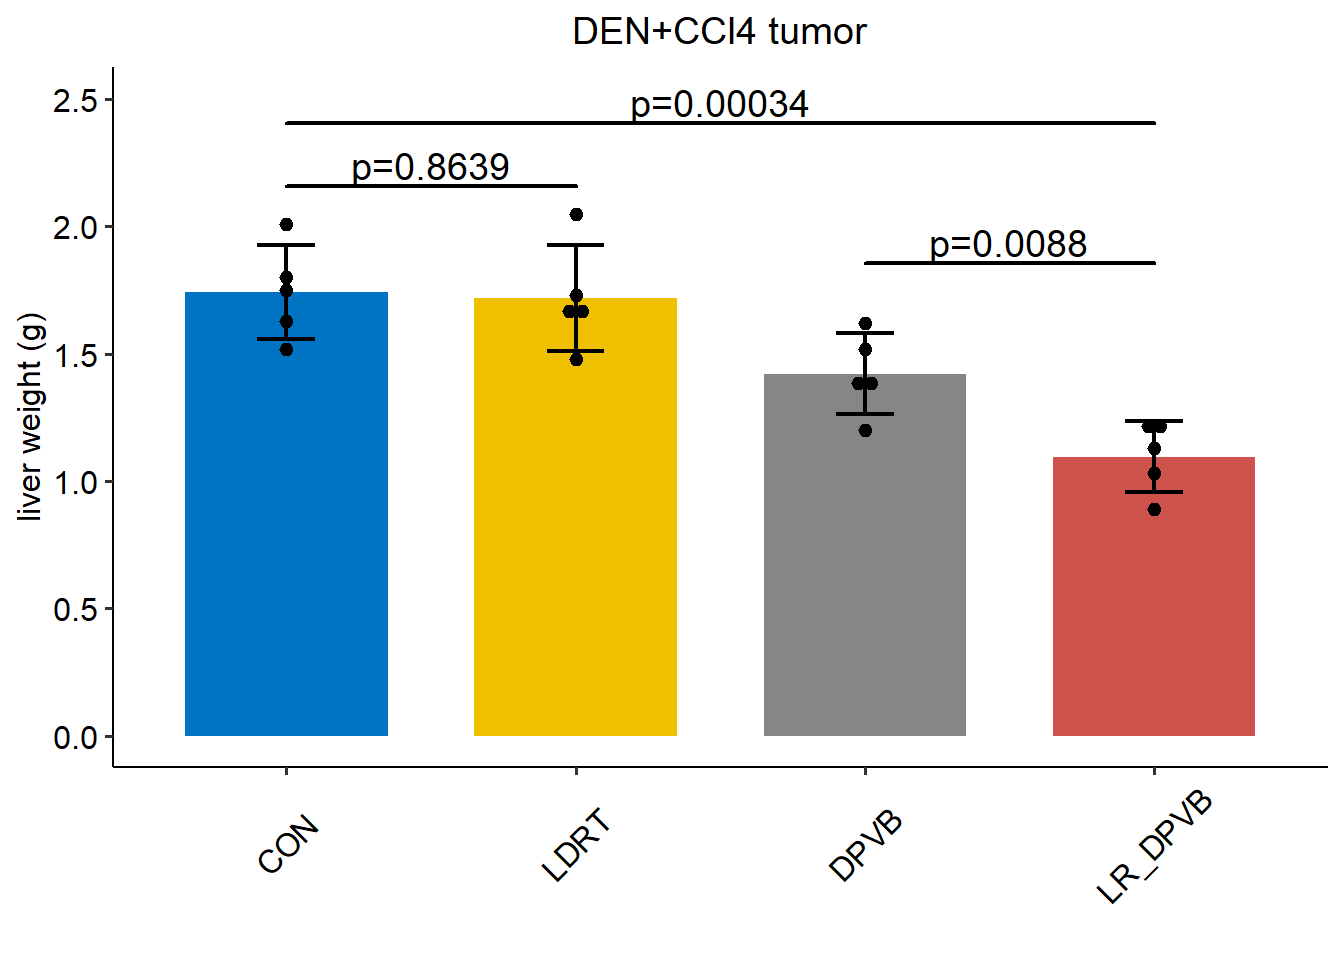 DEN+CCl4 tumor
liver weight (g)
2.5
2.0
1.5
1.0
0.5
0.0
p=0.00034
p=0.8639
p=0.0088
CON
LDRT
DPVB
LR_DPVB